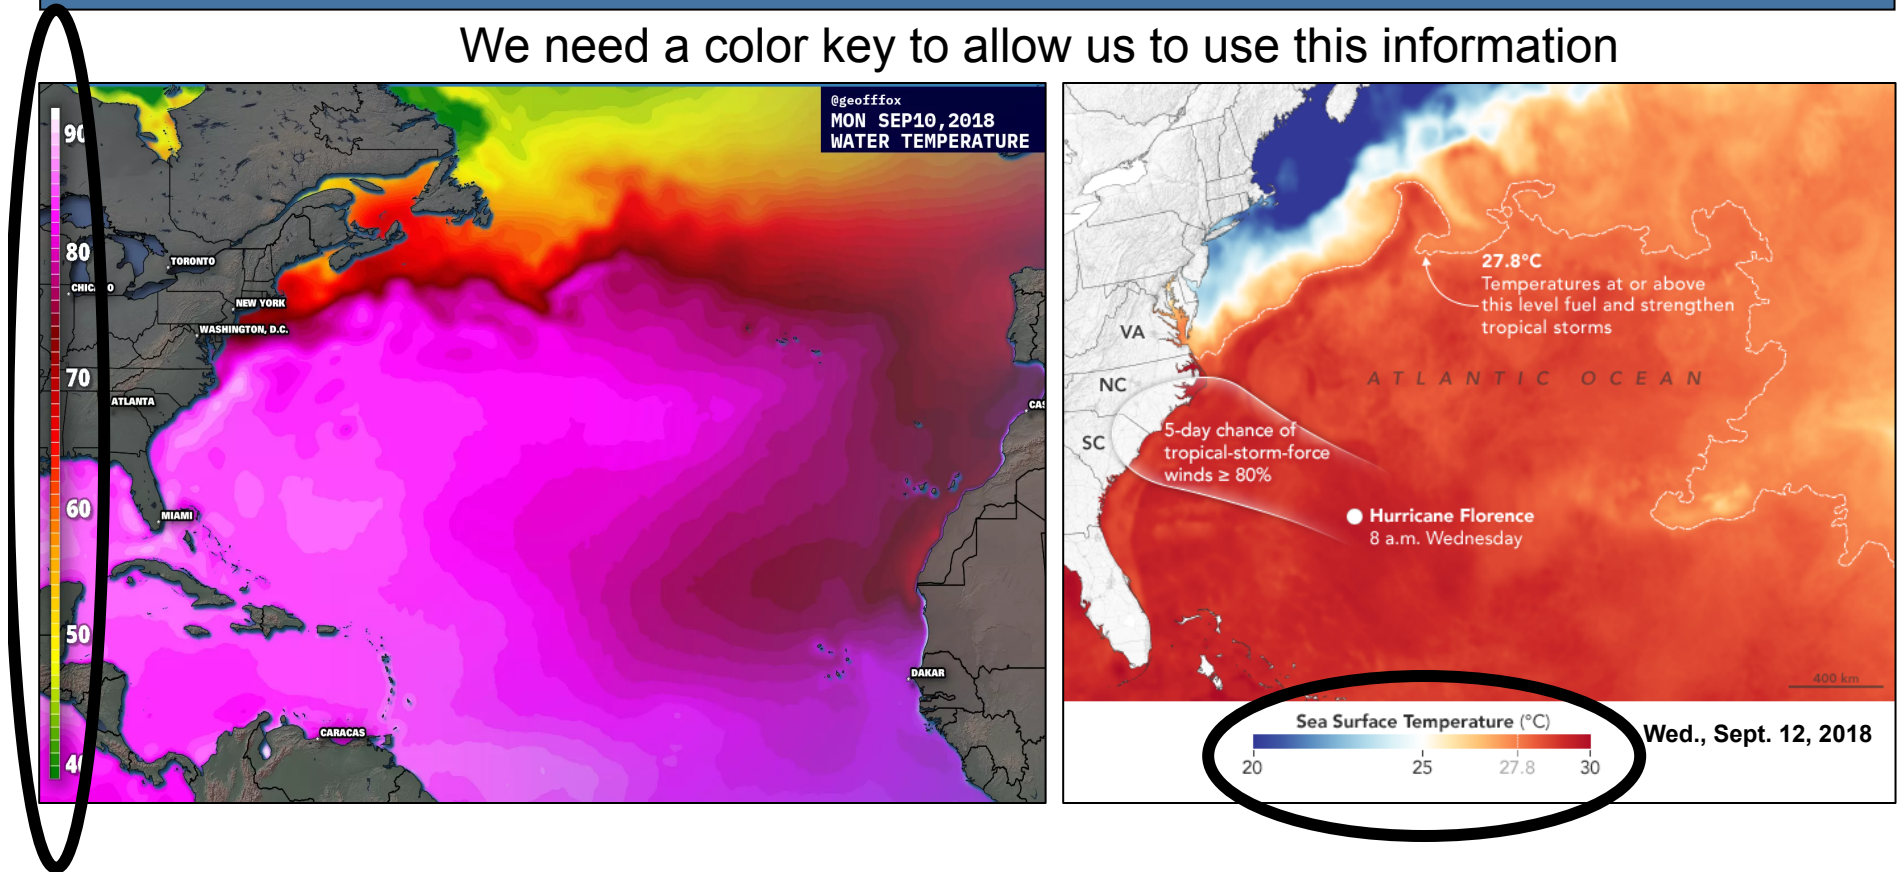 We need a color key to allow us to use this information
@geofffox
MON SEP10,2018
WATER TEMPERATURE
90
80
70
60
50
40
TORONTO
CHICAGO
NEW YORK
WASHINGTON, D.C.
ATLANTA
MIAMI
CARACAS
DAKAR
CAS
27.8°C
Temperatures at or above
this level fuel and strengthen
tropical storms
VA
NC
SC
ATLANTIC OCEAN
5-day chance of
tropical-storm-force
winds ≥ 80%
Hurricane Florence
8 a.m. Wednesday
400 km
Sea Surface Temperature (°C)
20 25 27.8 30
Wed., Sept. 12, 2018